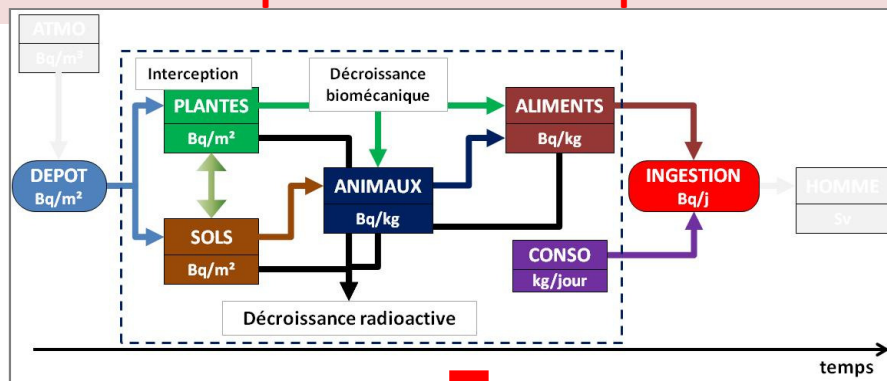 ATMO
Bq/m³
Interception
Décroissance
biomécanique
PLANTES
Bq/m²
ALIMENTS
Bq/kg
DEPOT
Bq/m²
ANIMAUX
Bq/kg
INGESTION
Bq/j
HOMME
Sv
SOLS
Bq/m²
CONSO
kg/jour
Décroissance radioactive
temps